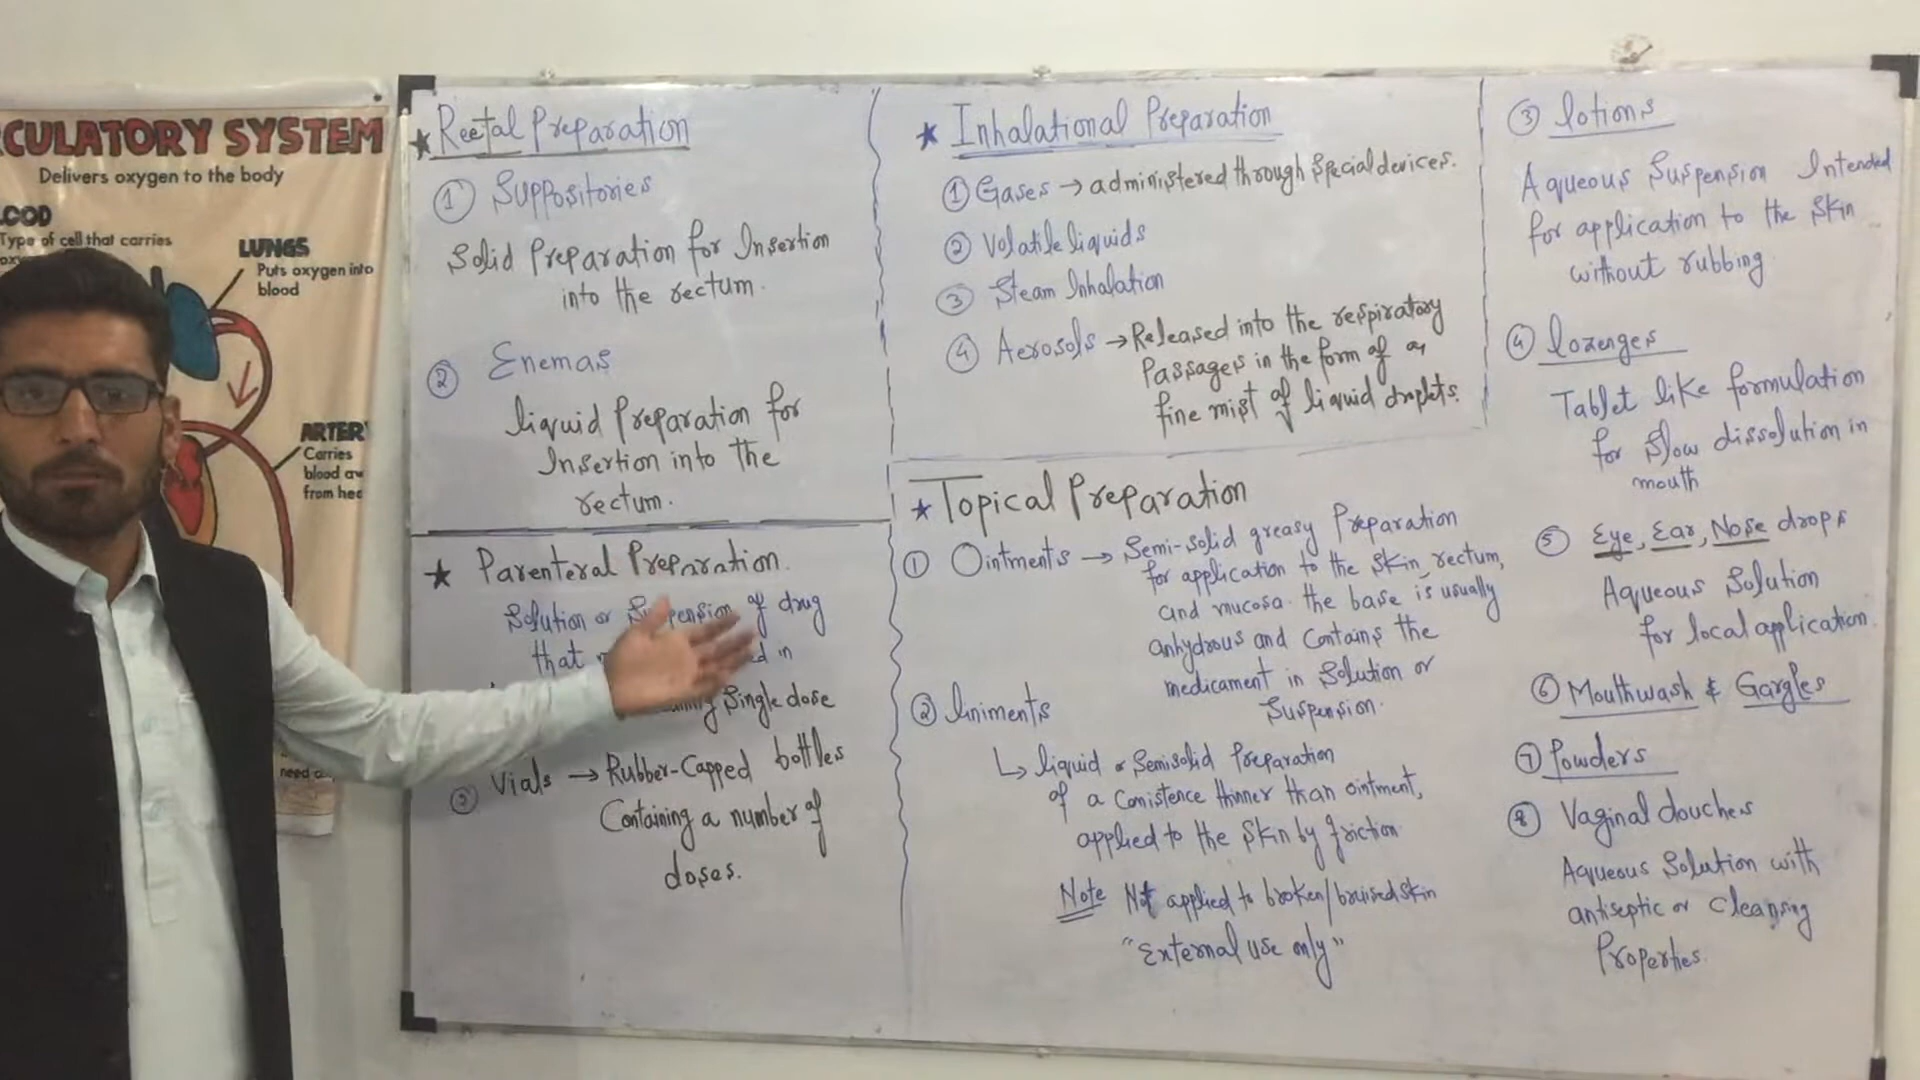 CULATORY SYSTEM
Delivers oxygen to the body
LOOD
Type of cell that carries
LUNGS
Puts oxygen into
blood
ARTER
Carries
blood aw
from hea
need
★ Rectal Preparation
① Suppositories
Solid Preparation for Insertion
into the rectum.
② Enemas
liquid Preparation for
Insertion into the
rectum.
★ Parenteral Preparation.
Solution or Suspension of drug
that in
Single dose
② Vials → Rubber-Capped bottles
Containing a number of
doses.
★ Inhalational Preparation
① Gases → administered through special devices.
② Volatile liquids
③ Steam Inhalation
④ Aerosols → Released into the respiratory
Passages in the form of a
fine mist of liquid droplets.
★ Topical Preparation
① Ointments → Semi-solid greasy Preparation
for application to the skin, rectum,
and mucosa. the base is usually
anhydrous and Contains the
medicament in Solution or
Suspension.
② liniments
↳ liquid or Semisolid Preparation
of a Conistence thinner than ointment,
applied to the skin by friction
Note Not applied to broken/bruised skin
"External use only"
③ lotions
Aqueous Suspension Intended
for application to the Skin
without rubbing
④ lozenges
Tablet like formulation
for Slow dissolution in
mouth
⑤ Eye, Ear, Nose drops
Aqueous Solution
for local application.
⑥ Mouthwash & Gargles
⑦ Powders
⑧ Vaginal douches
Aqueous Solution with
antiseptic or Cleansing
Properties.